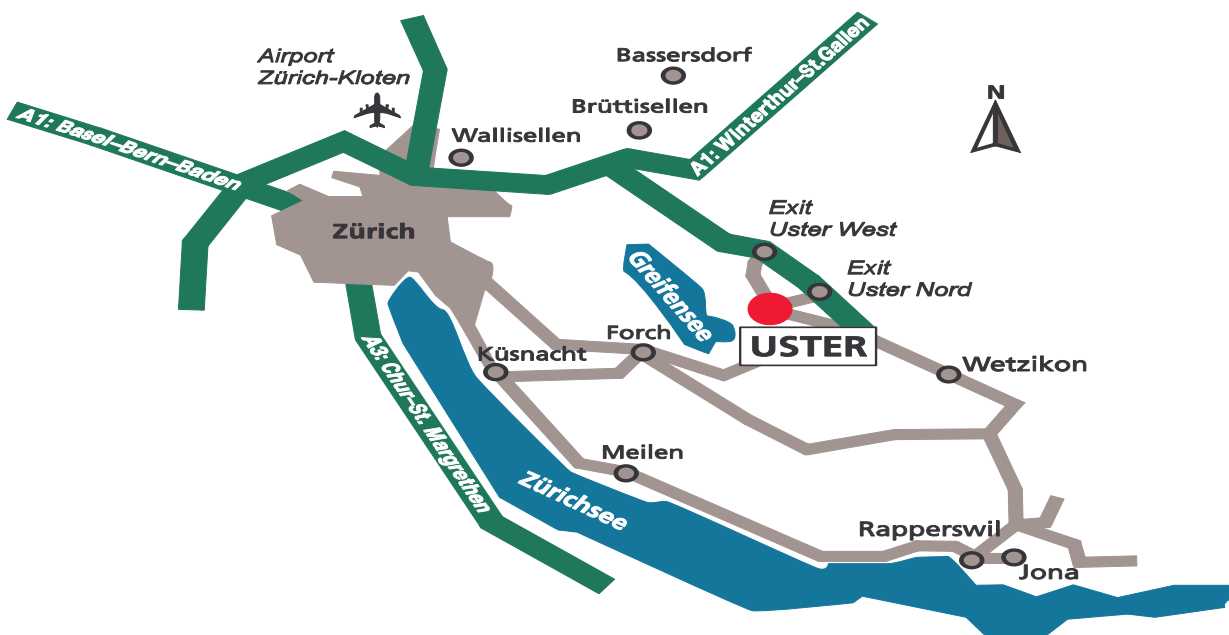 Airport
Zürich-Kloten
Bassersdorf
Brüttisellen
Wallisellen
A1: Basel–Bern–Baden
A1: Winterthur–St.Gallen
N
Zürich
Exit
Uster West
Exit
Uster Nord
Greifensee
USTER
Forch
Küsnacht
Wetzikon
A3: Chur–St. Margrethen
Meilen
Zürichsee
Rapperswil
Jona